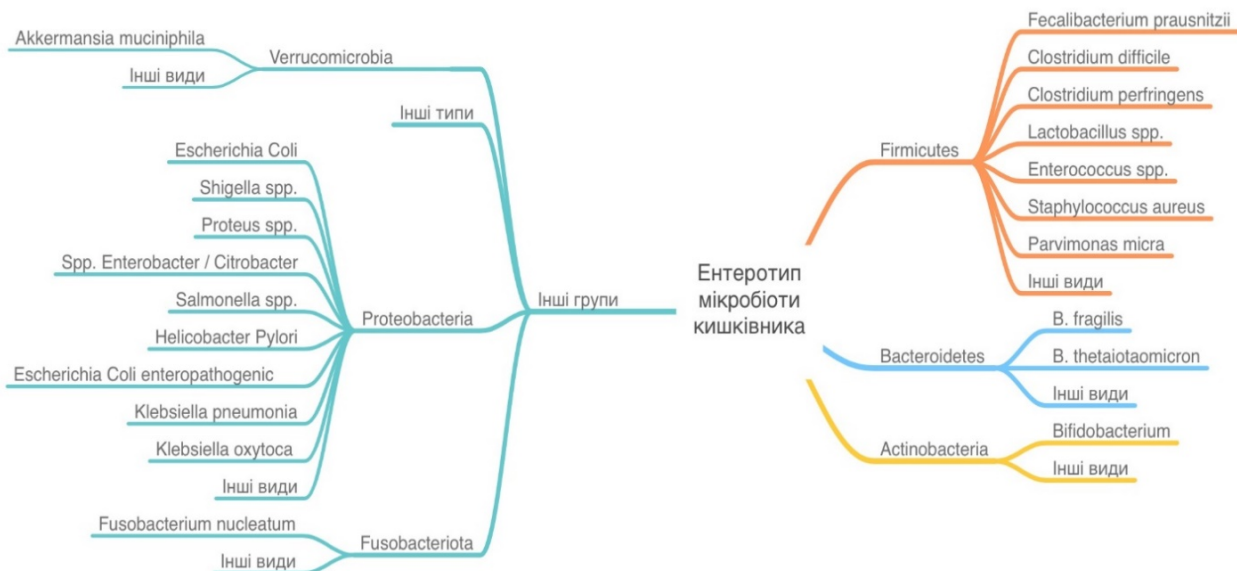 Akkermansia muciniphila
Інші види
Verrucomicrobia
Інші типи
Escherichia Coli
Shigella spp.
Proteus spp.
Spp. Enterobacter / Citrobacter
Salmonella spp.
Helicobacter Pylori
Escherichia Coli enteropathogenic
Klebsiella pneumonia
Klebsiella oxytoca
Інші види
Proteobacteria
Fusobacterium nucleatum
Інші види
Fusobacteriota
Інші групи
Ентеротип
мікробіоти
кишківника
Firmicutes
Fecalibacterium prausnitzii
Clostridium difficile
Clostridium perfringens
Lactobacillus spp.
Enterococcus spp.
Staphylococcus aureus
Parvimonas micra
Інші види
Bacteroidetes
B. fragilis
B. thetaiotaomicron
Інші види
Actinobacteria
Bifidobacterium
Інші види